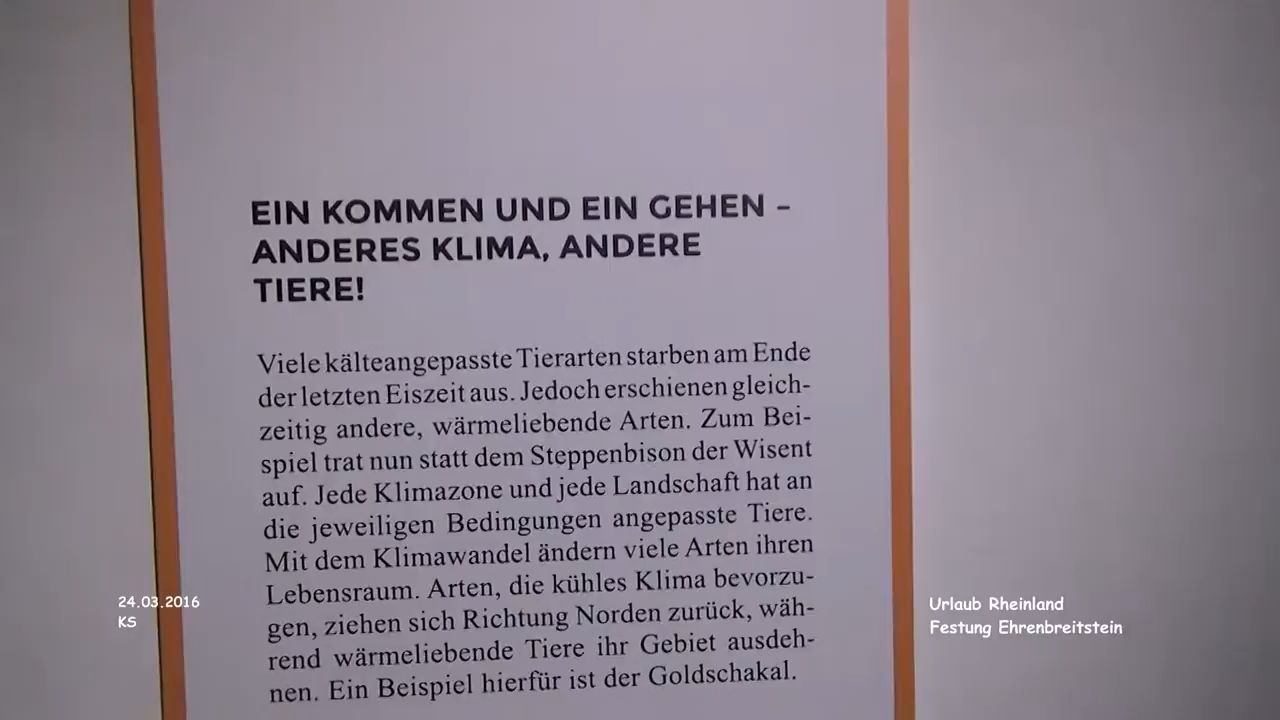 EIN KOMMEN UND EIN GEHEN –
ANDERES KLIMA, ANDERE
TIERE!
Viele kälteangepasste Tierarten starben am Ende
der letzten Eiszeit aus. Jedoch erschienen gleich-
zeitig andere, wärmeliebende Arten. Zum Bei-
spiel trat nun statt dem Steppenbison der Wisent
auf. Jede Klimazone und jede Landschaft hat an
die jeweiligen Bedingungen angepasste Tiere.
Mit dem Klimawandel ändern viele Arten ihren
Lebensraum. Arten, die kühles Klima bevorzu-
gen, ziehen sich Richtung Norden zurück, wäh-
rend wärmeliebende Tiere ihr Gebiet ausdeh-
nen. Ein Beispiel hierfür ist der Goldschakal.
24.03.2016
KS
Urlaub Rheinland
Festung Ehrenbreitstein